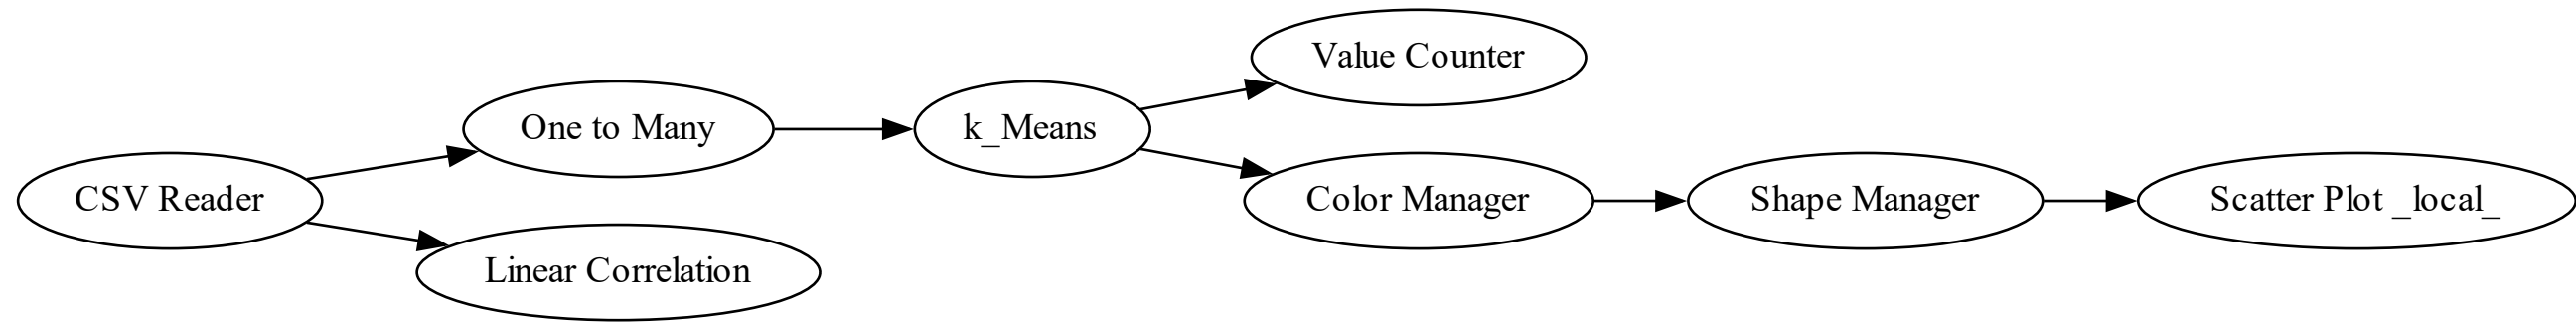 Value Counter
One to Many
k_Means
CSV Reader
Color Manager
Shape Manager
Scatter Plot _local_
Linear Correlation